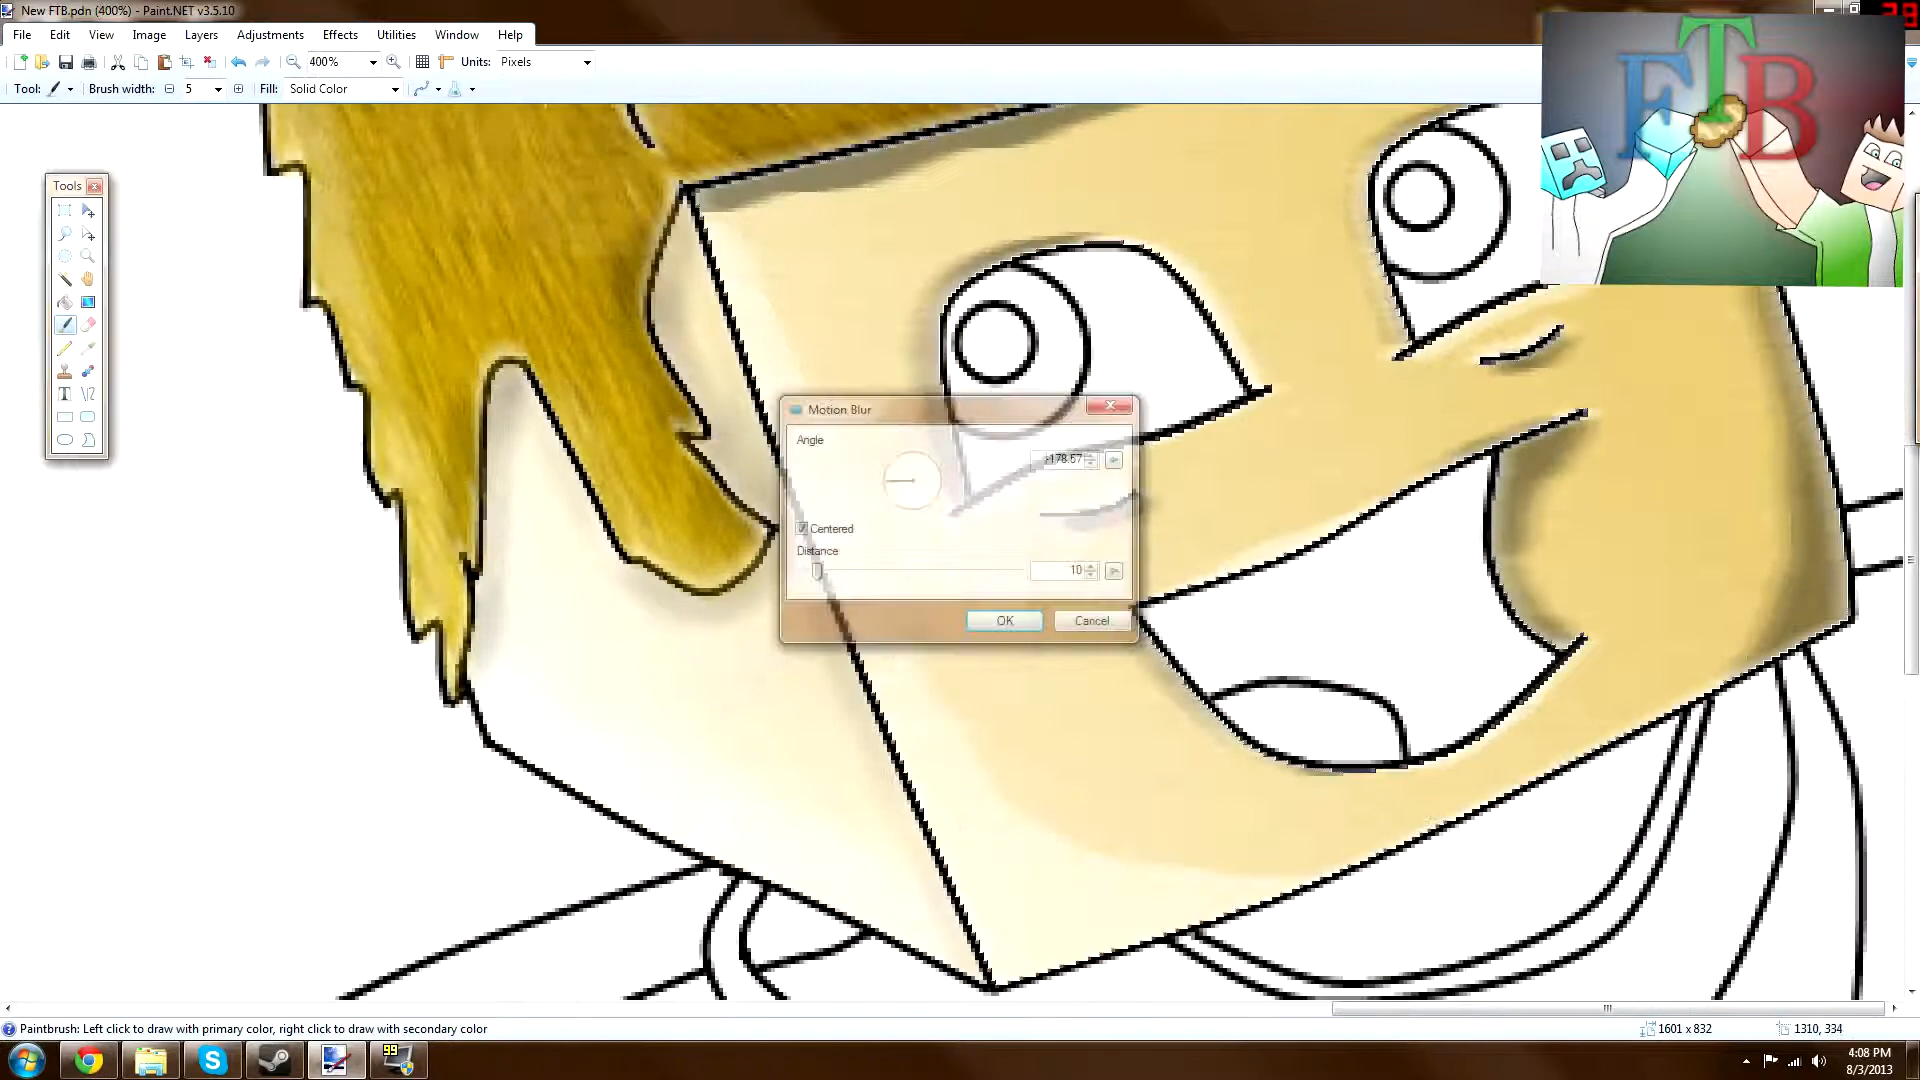 New FTB.pdn (400%) - Paint.NET v3.5.10
File Edit View Image Layers Adjustments Effects Utilities Window Help
400% Units: Pixels
Tool: Brush width: 5 Fill: Solid Color
Tools
FTB
Motion Blur
Angle
-178.57
Centered
Distance
10
OK Cancel
Paintbrush: Left click to draw with primary color, right click to draw with secondary color
1601 x 832 1310, 334
99
4:08 PM
8/3/2013